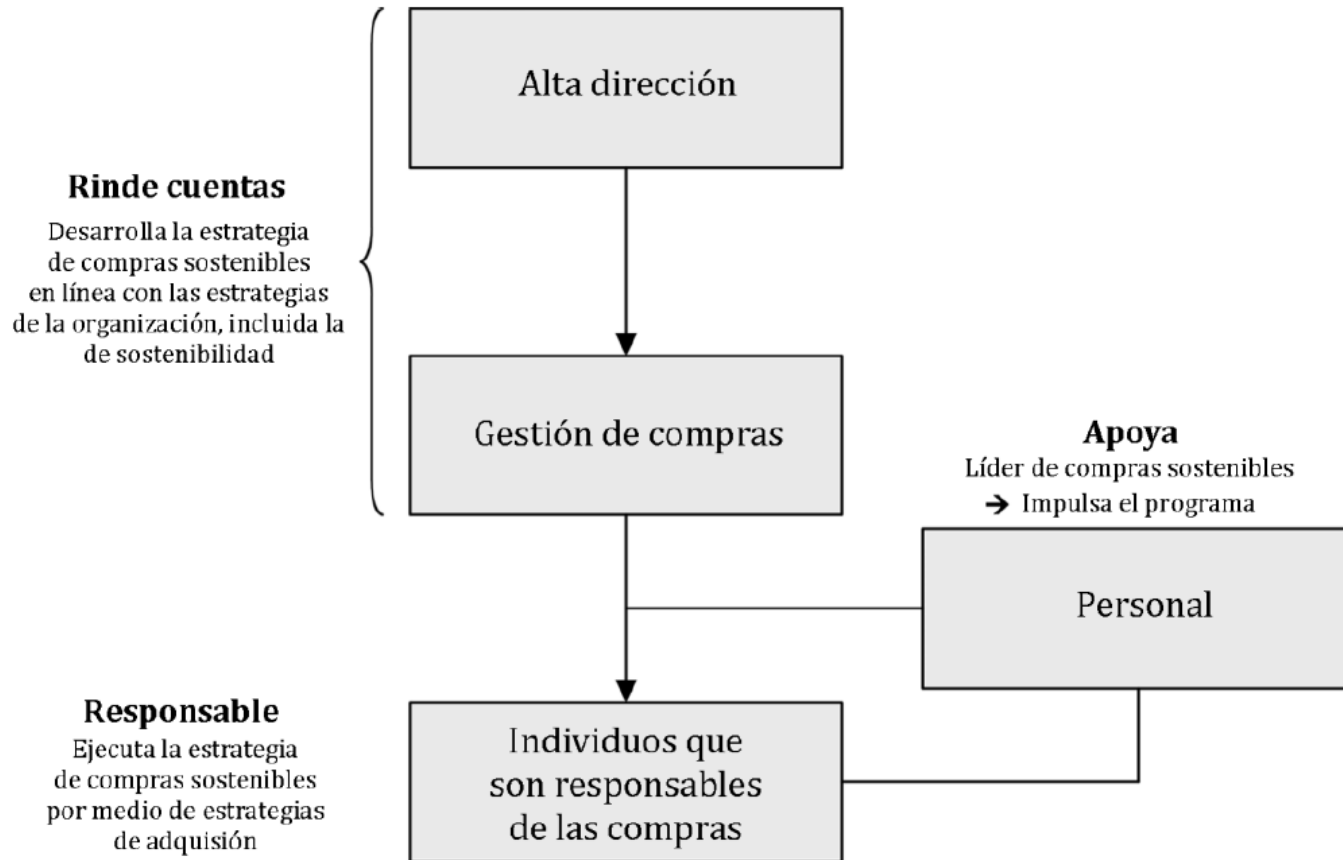 Alta dirección
Rinde cuentas
Desarrolla la estrategia
de compras sostenibles
en línea con las estrategias
de la organización, incluida la
de sostenibilidad
Gestión de compras
Apoya
Líder de compras sostenibles
→ Impulsa el programa
Personal
Responsable
Ejecuta la estrategia
de compras sostenibles
por medio de estrategias
de adquisión
Individuos que
son responsables
de las compras